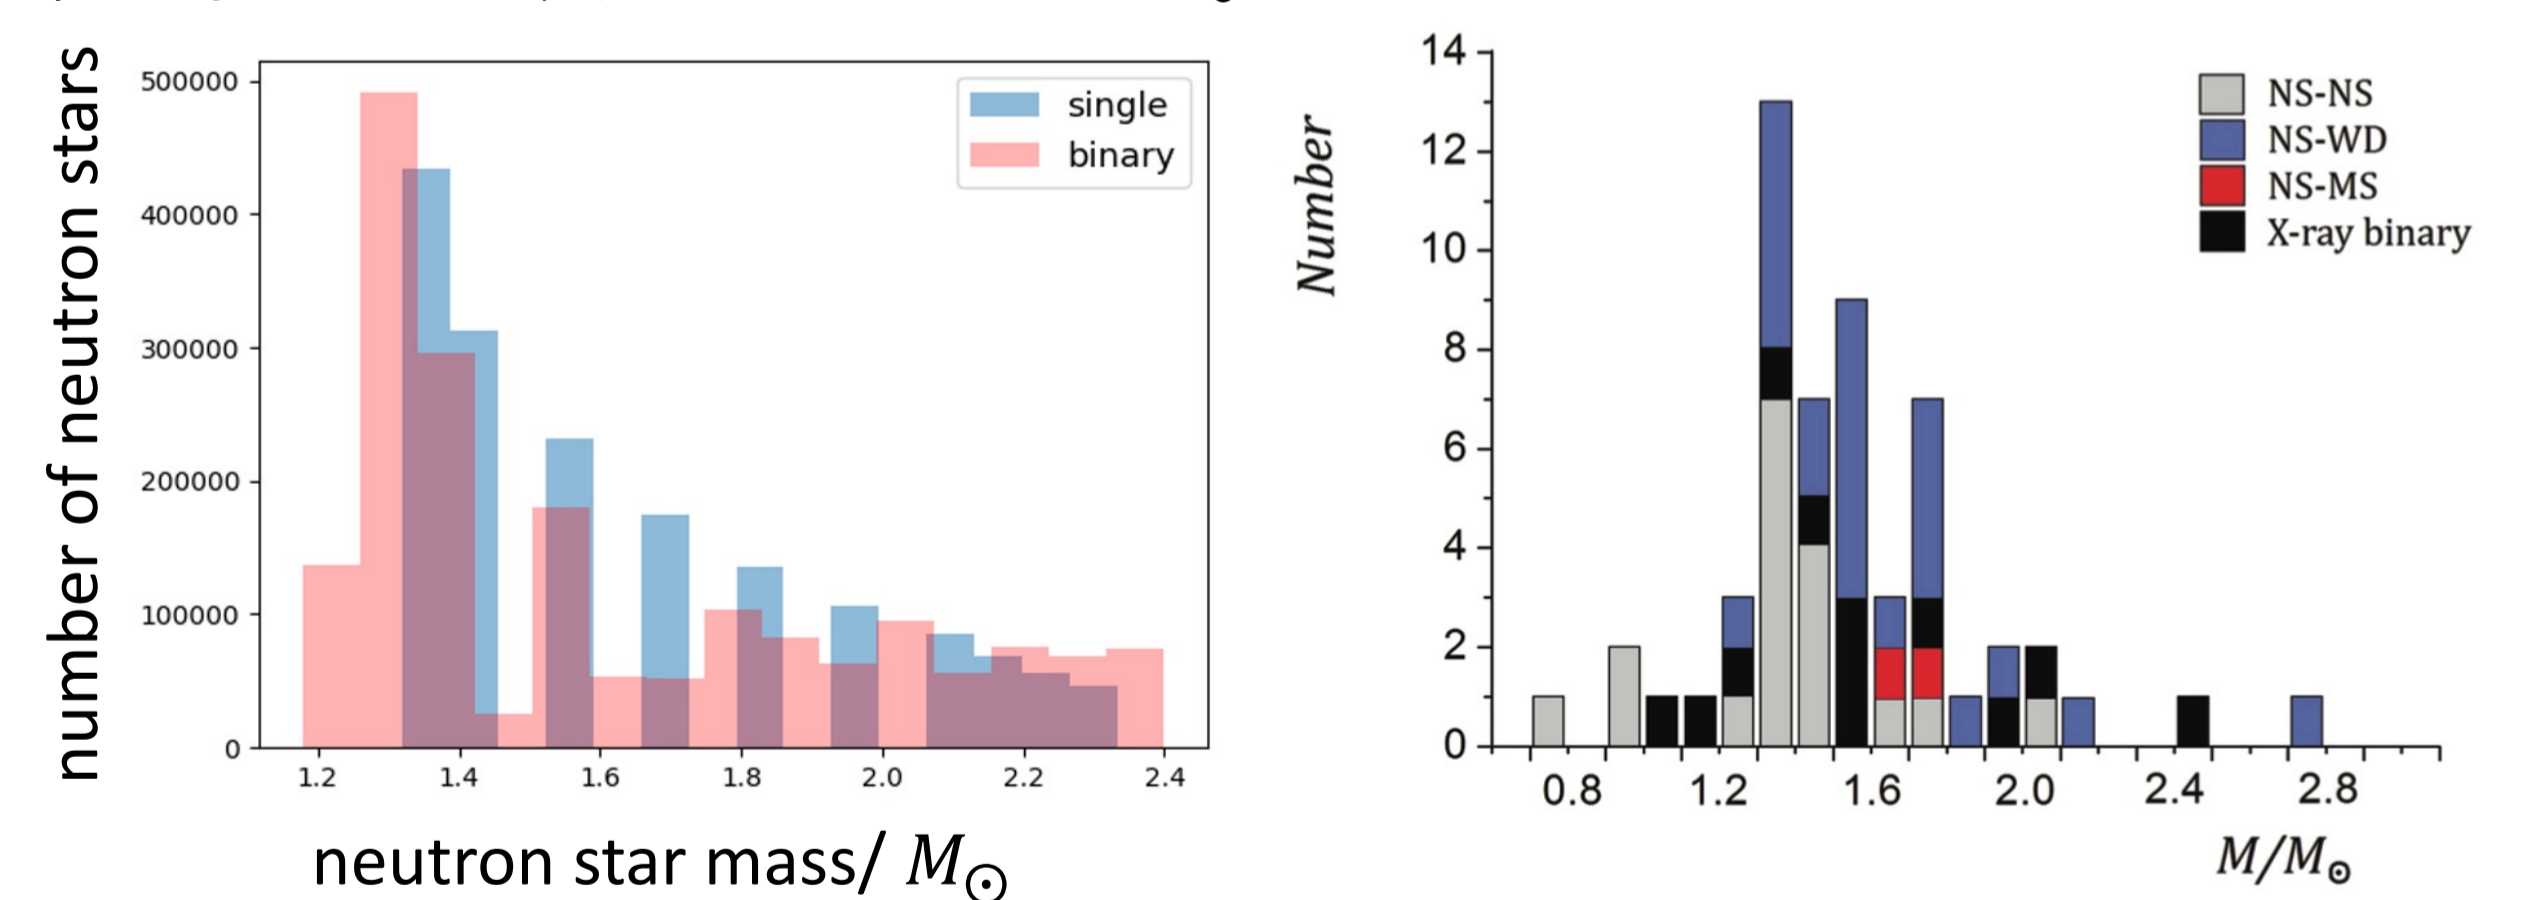 number of neutron stars
500000
400000
300000
200000
100000
0
single
binary
1.2 1.4 1.6 1.8 2.0 2.2 2.4
neutron star mass/ M⊙
Number
14
12
10
8
6
4
2
0
NS-NS
NS-WD
NS-MS
X-ray binary
0.8 1.2 1.6 2.0 2.4 2.8
M/M⊙